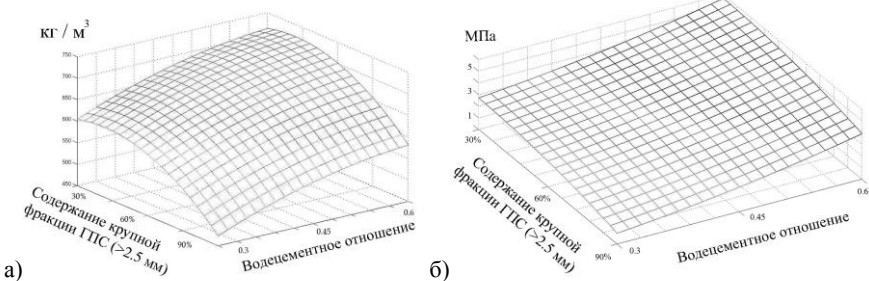 кг / м³
750
700
650
600
550
500
450
30%
60%
90%
0.3
0.45
0.6
Содержание крупной
фракции ГПС (>2.5 мм)
Водецементное отношение
а)
МПа
5
3
1
30%
60%
90%
0.3
0.45
0.6
Содержание крупной
фракции ГПС (>2.5 мм)
Водецементное отношение
б)